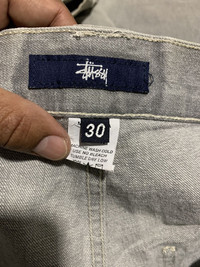 Stüssy
30
MACHINE WASH COLD
USE NO BLEACH
TUMBLE DRY LOW